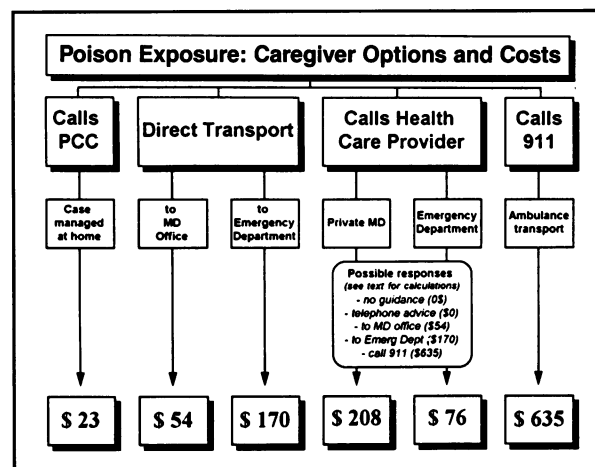 Poison Exposure: Caregiver Options and Costs
Calls
PCC
Direct Transport
Calls Health
Care Provider
Calls
911
Case
managed
at home
to
MD
Office
to
Emergency
Department
Private MD
Emergency
Department
Ambulance
transport
Possible responses
(see text for calculations)
- no guidance (0$)
- telephone advice ($0)
- to MD office ($54)
- to Emerg Dept ;$170)
- call 911 ($635)
$ 23
$ 54
$ 170
$ 208
$ 76
$ 635